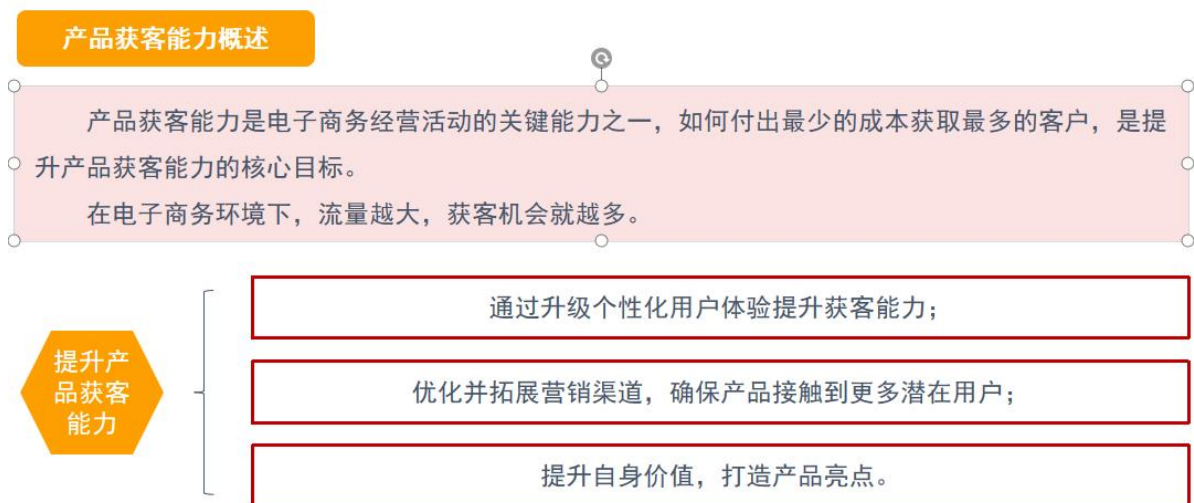 产品获客能力概述
产品获客能力是电子商务经营活动的关键能力之一，如何付出最少的成本获取最多的客户，是提
升产品获客能力的核心目标。
在电子商务环境下，流量越大，获客机会就越多。
通过升级个性化用户体验提升获客能力；
提升产
品获客
能力
优化并拓展营销渠道，确保产品接触到更多潜在用户；
提升自身价值，打造产品亮点。